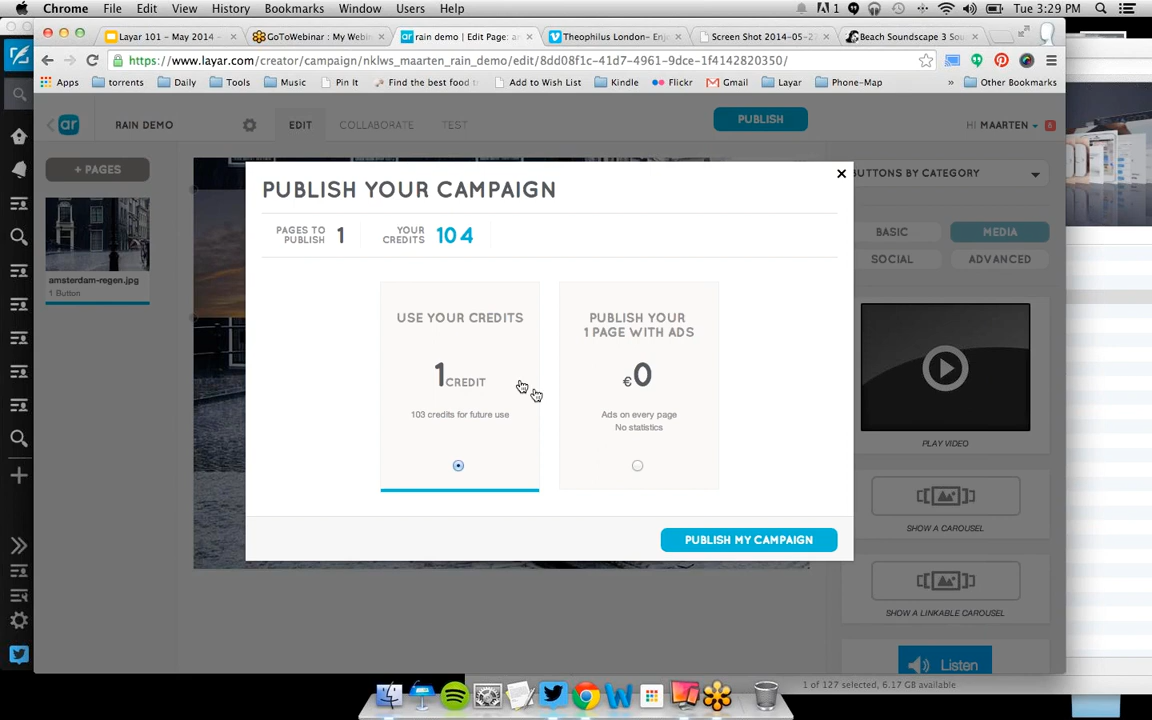 Chrome File Edit View History Bookmarks Window Users Help 1 Tue 3:29 PM
Layar 101 - May 2014 - GoToWebinar : My Webi rain demo | Edit Page: a Theophilus London- Enj Screen Shot 2014-05-2 Beach Soundscape 3 Sou
https://www.layar.com/creator/campaign/nklws_maarten_rain_demo/edit/8dd08f1c-41d7-4961-9dce-1f4142820350/
Apps torrents Daily Tools Music Pin It Find the best food t Add to Wish List Kindle Flickr Gmail Layar Phone-Map » Other Bookmarks
ar RAIN DEMO EDIT COLLABORATE TEST PUBLISH HI MAARTEN
+ PAGES
amsterdam-regen.jpg
1 Button
PUBLISH YOUR CAMPAIGN
PAGES TO
PUBLISH 1
YOUR
CREDITS 104
USE YOUR CREDITS
1 CREDIT
103 credits for future use
PUBLISH YOUR
1 PAGE WITH ADS
€0
Ads on every page
No statistics
PUBLISH MY CAMPAIGN
BUTTONS BY CATEGORY
BASIC MEDIA
SOCIAL ADVANCED
PLAY VIDEO
SHOW A CAROUSEL
SHOW A LINKABLE CAROUSEL
Listen
1 of 127 selected, 6.17 GB available